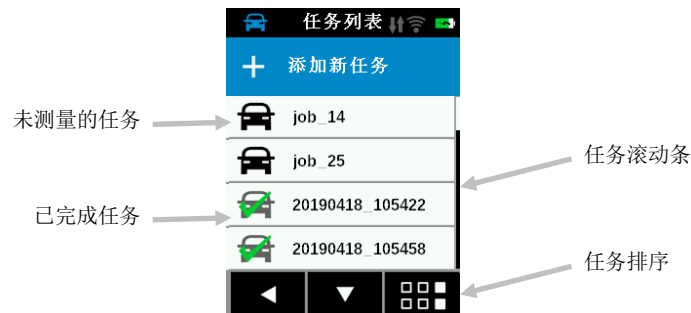 任务列表
添加新任务
未测量的任务
job_14
job_25
任务滚动条
已完成任务
20190418_105422
20190418_105458
任务排序